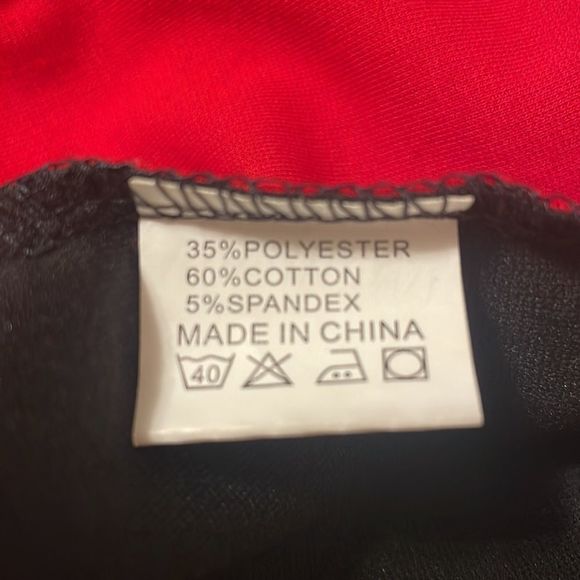 35%POLYESTER
60%COTTON
5%SPANDEX
MADE IN CHINA
40